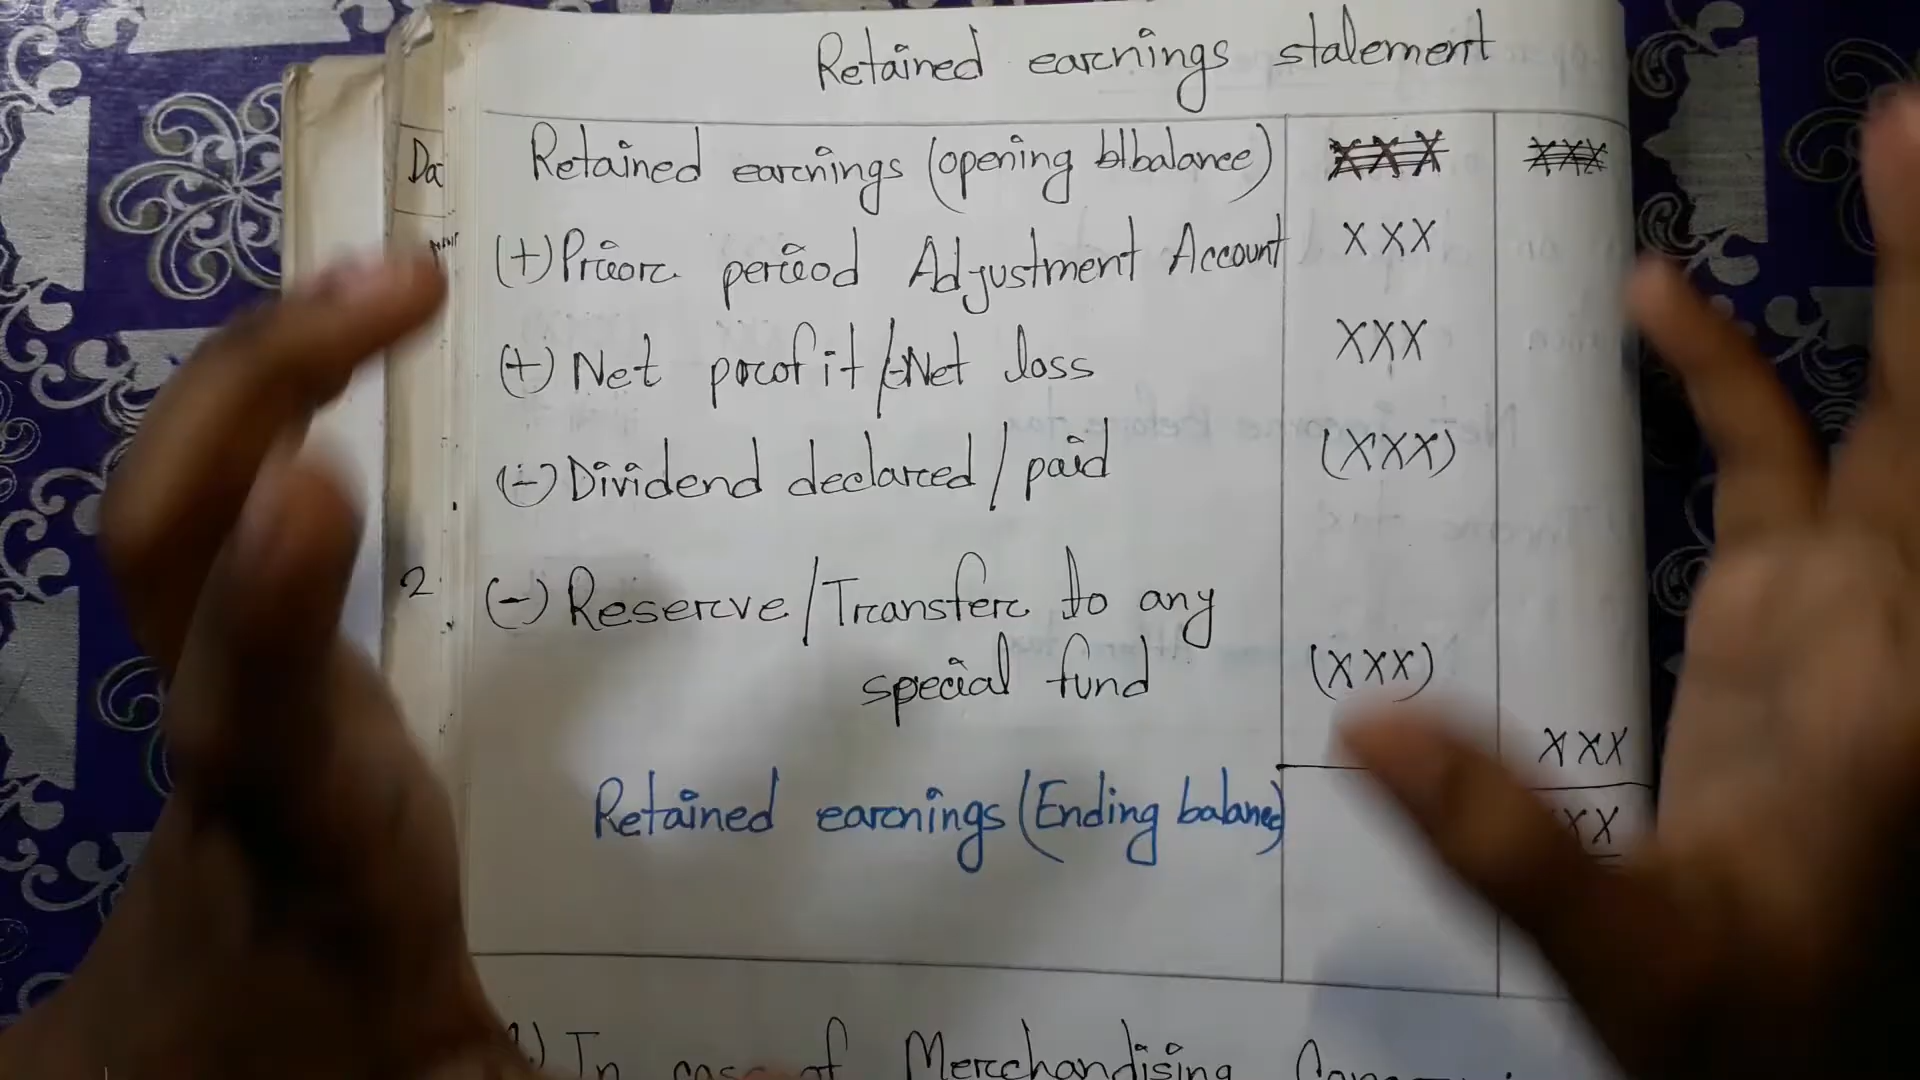 Retained earnings statement
Da
Retained earnings (opening blbalance) XXX XXX
(+) Prior period Adjustment Account XXX
(+) Net profit /(-)Net loss XXX
(-) Dividend declared / paid (XXX)
2 (-) Reserve/Transfer to any
special fund (XXX)
XXX
Retained earnings (Ending balance) XX
In case of Merchandising